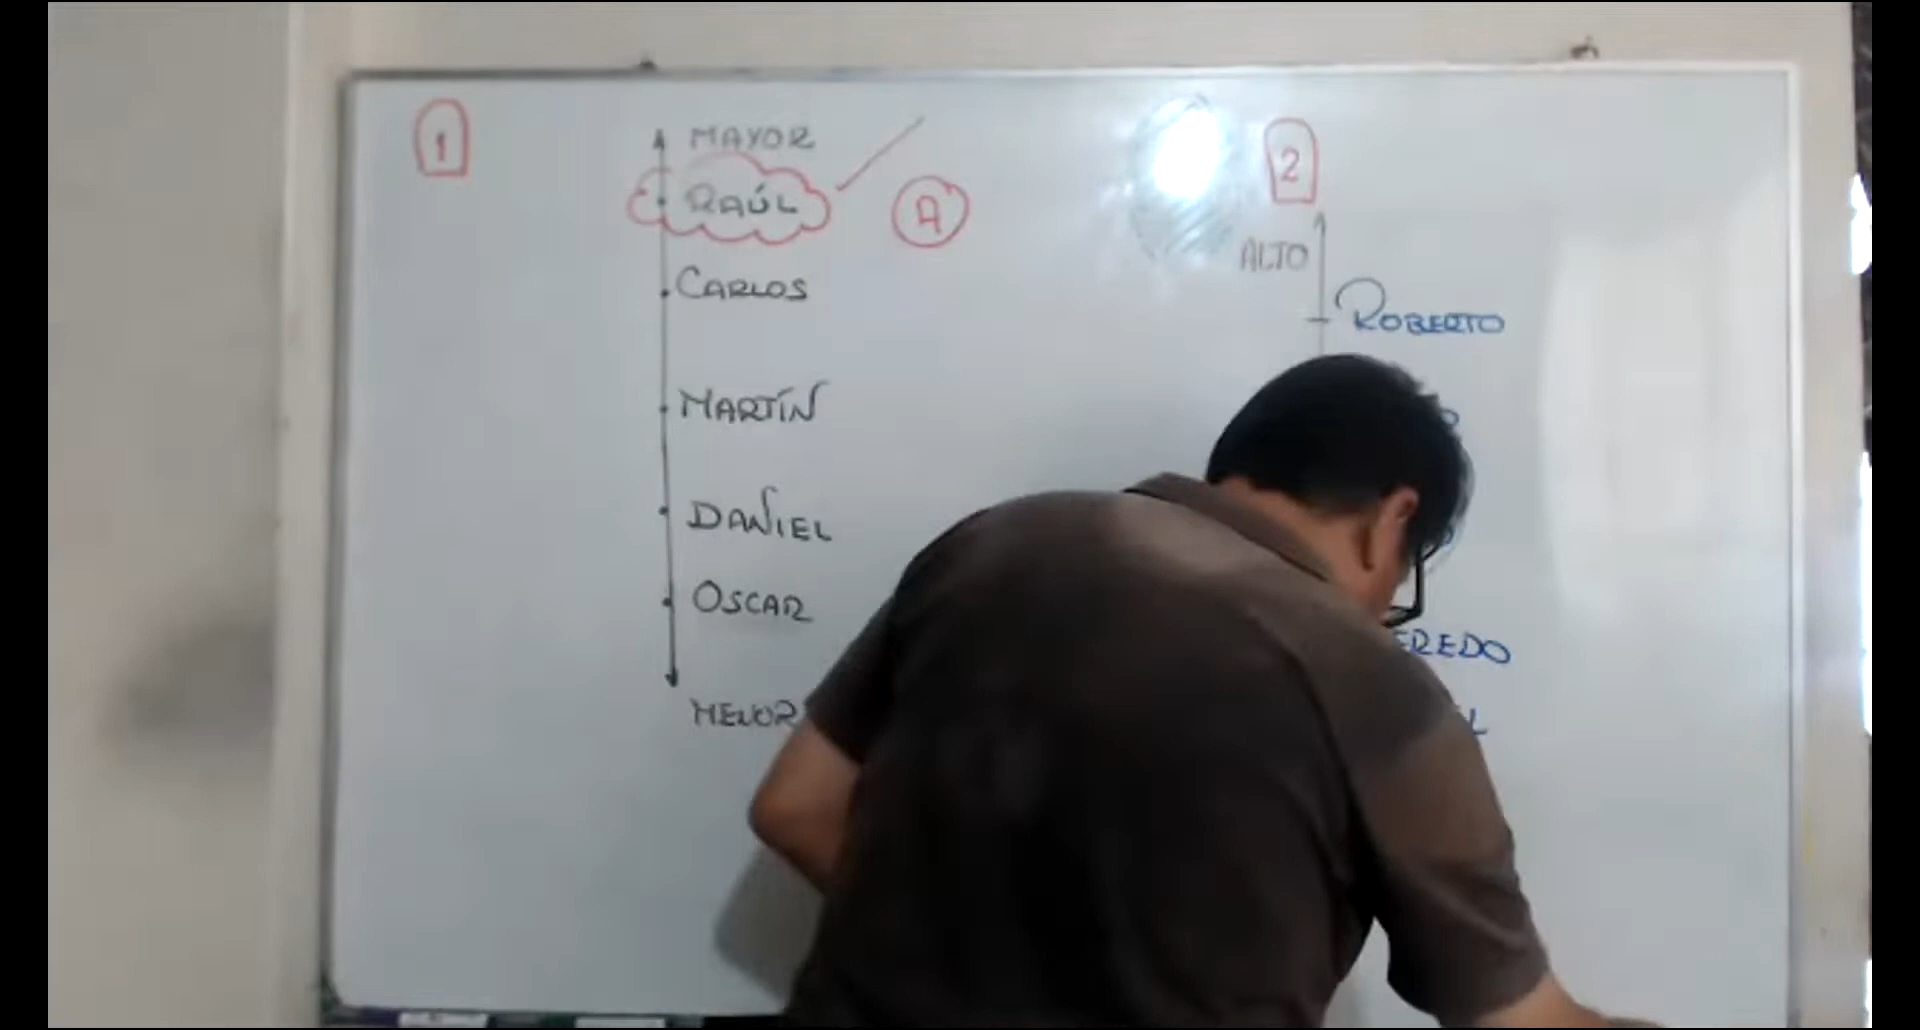 1
MAYOR
RAÚL
A
CARLOS
MARTÍN
DANIEL
OSCAR
MENOR
2
ALTO
ROBERTO